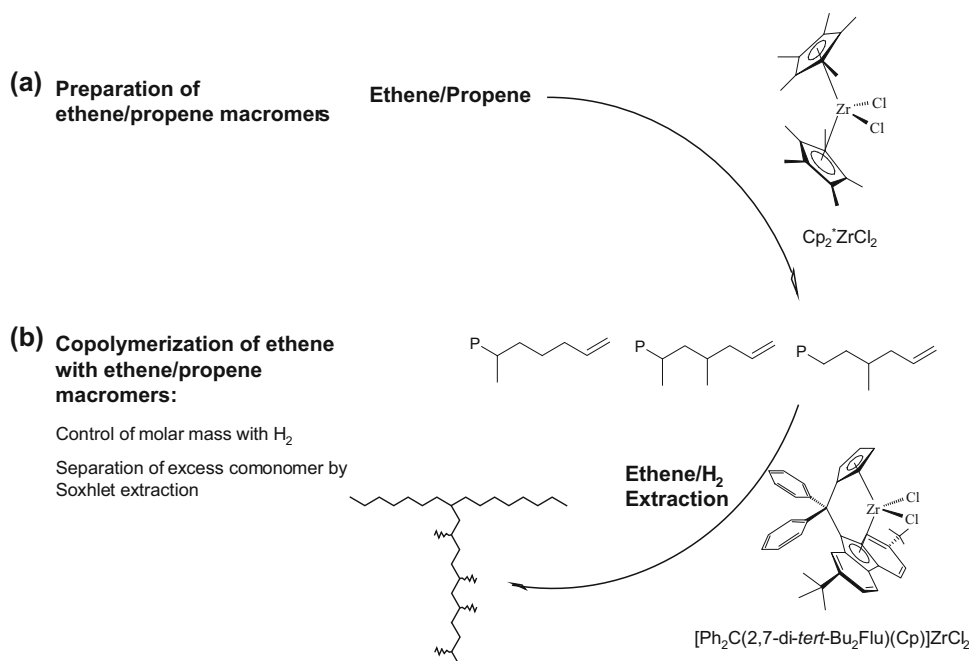 (a) Preparation of
ethene/propene macromers
Ethene/Propene
Zr
Cl
Cl
Cp₂*ZrCl₂
(b) Copolymerization of ethene
with ethene/propene
macromers:
P
P
P
Control of molar mass with H₂
Separation of excess comonomer by
Soxhlet extraction
Ethene/H₂
Extraction
Zr
Cl
Cl
[Ph₂C(2,7-di-tert-Bu₂Flu)(Cp)]ZrCl₂